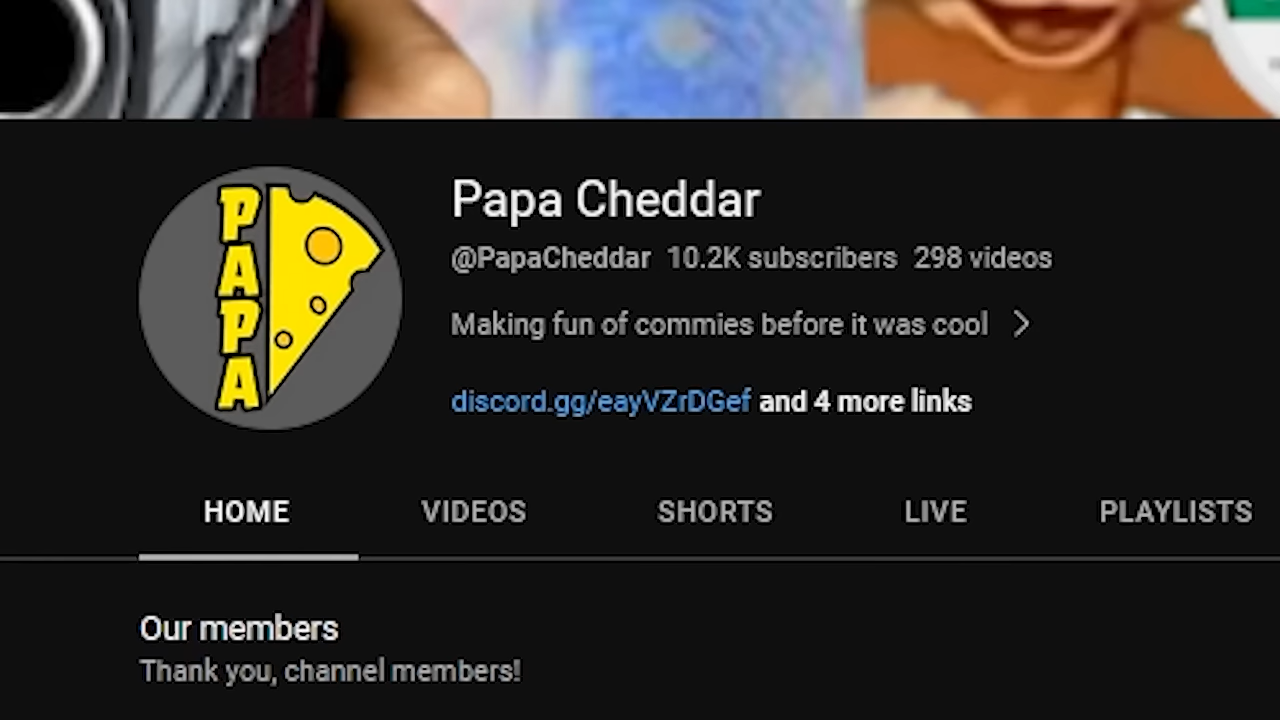 PAPA
Papa Cheddar
@PapaCheddar 10.2K subscribers 298 videos
Making fun of commies before it was cool
discord.gg/eayVZrDGef and 4 more links
HOME VIDEOS SHORTS LIVE PLAYLISTS
Our members
Thank you, channel members!